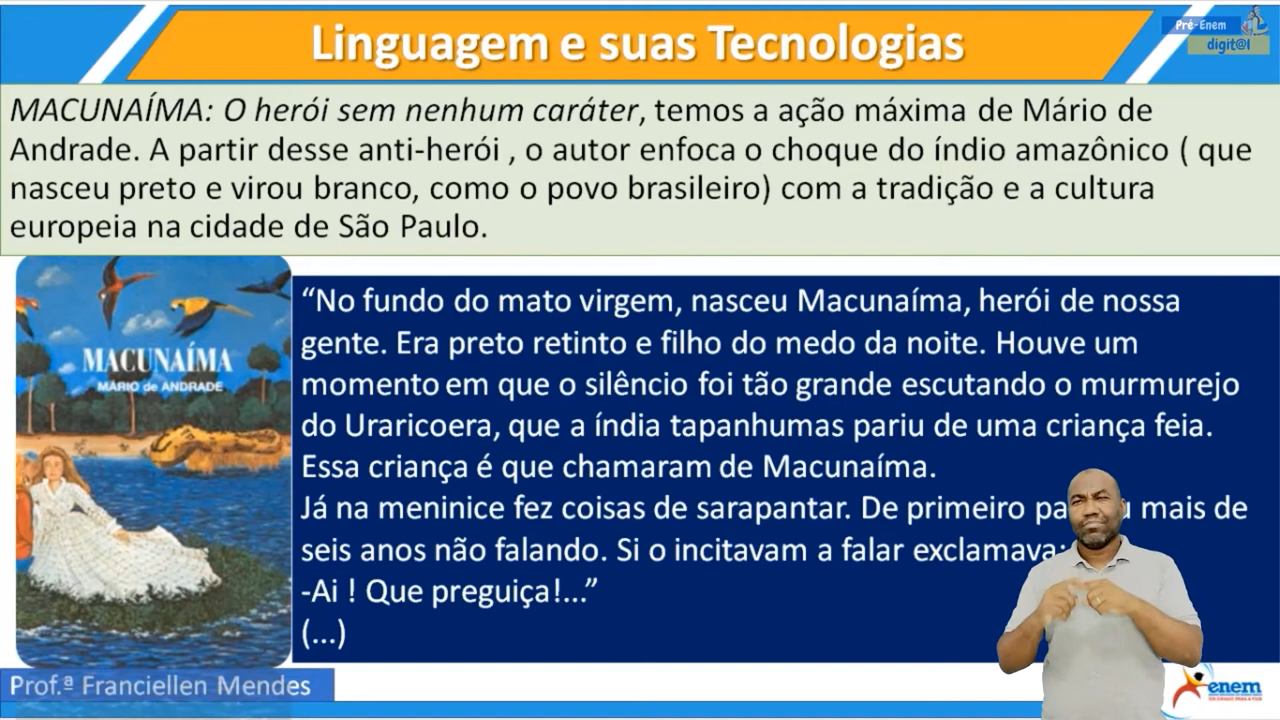 Linguagem e suas Tecnologias
Pré-Enem
digit@l
MACUNAÍMA: O herói sem nenhum caráter, temos a ação máxima de Mário de
Andrade. A partir desse anti-herói , o autor enfoca o choque do índio amazônico ( que
nasceu preto e virou branco, como o povo brasileiro) com a tradição e a cultura
europeia na cidade de São Paulo.
MACUNAÍMA
MÁRIO de ANDRADE
“No fundo do mato virgem, nasceu Macunaíma, herói de nossa
gente. Era preto retinto e filho do medo da noite. Houve um
momento em que o silêncio foi tão grande escutando o murmurejo
do Uraricoera, que a índia tapanhumas pariu de uma criança feia.
Essa criança é que chamaram de Macunaíma.
Já na meninice fez coisas de sarapantar. De primeiro mais de
seis anos não falando. Si o incitavam a falar exclamava:
-Ai ! Que preguiça!...”
(...)
Prof.ª Franciellen Mendes
enem